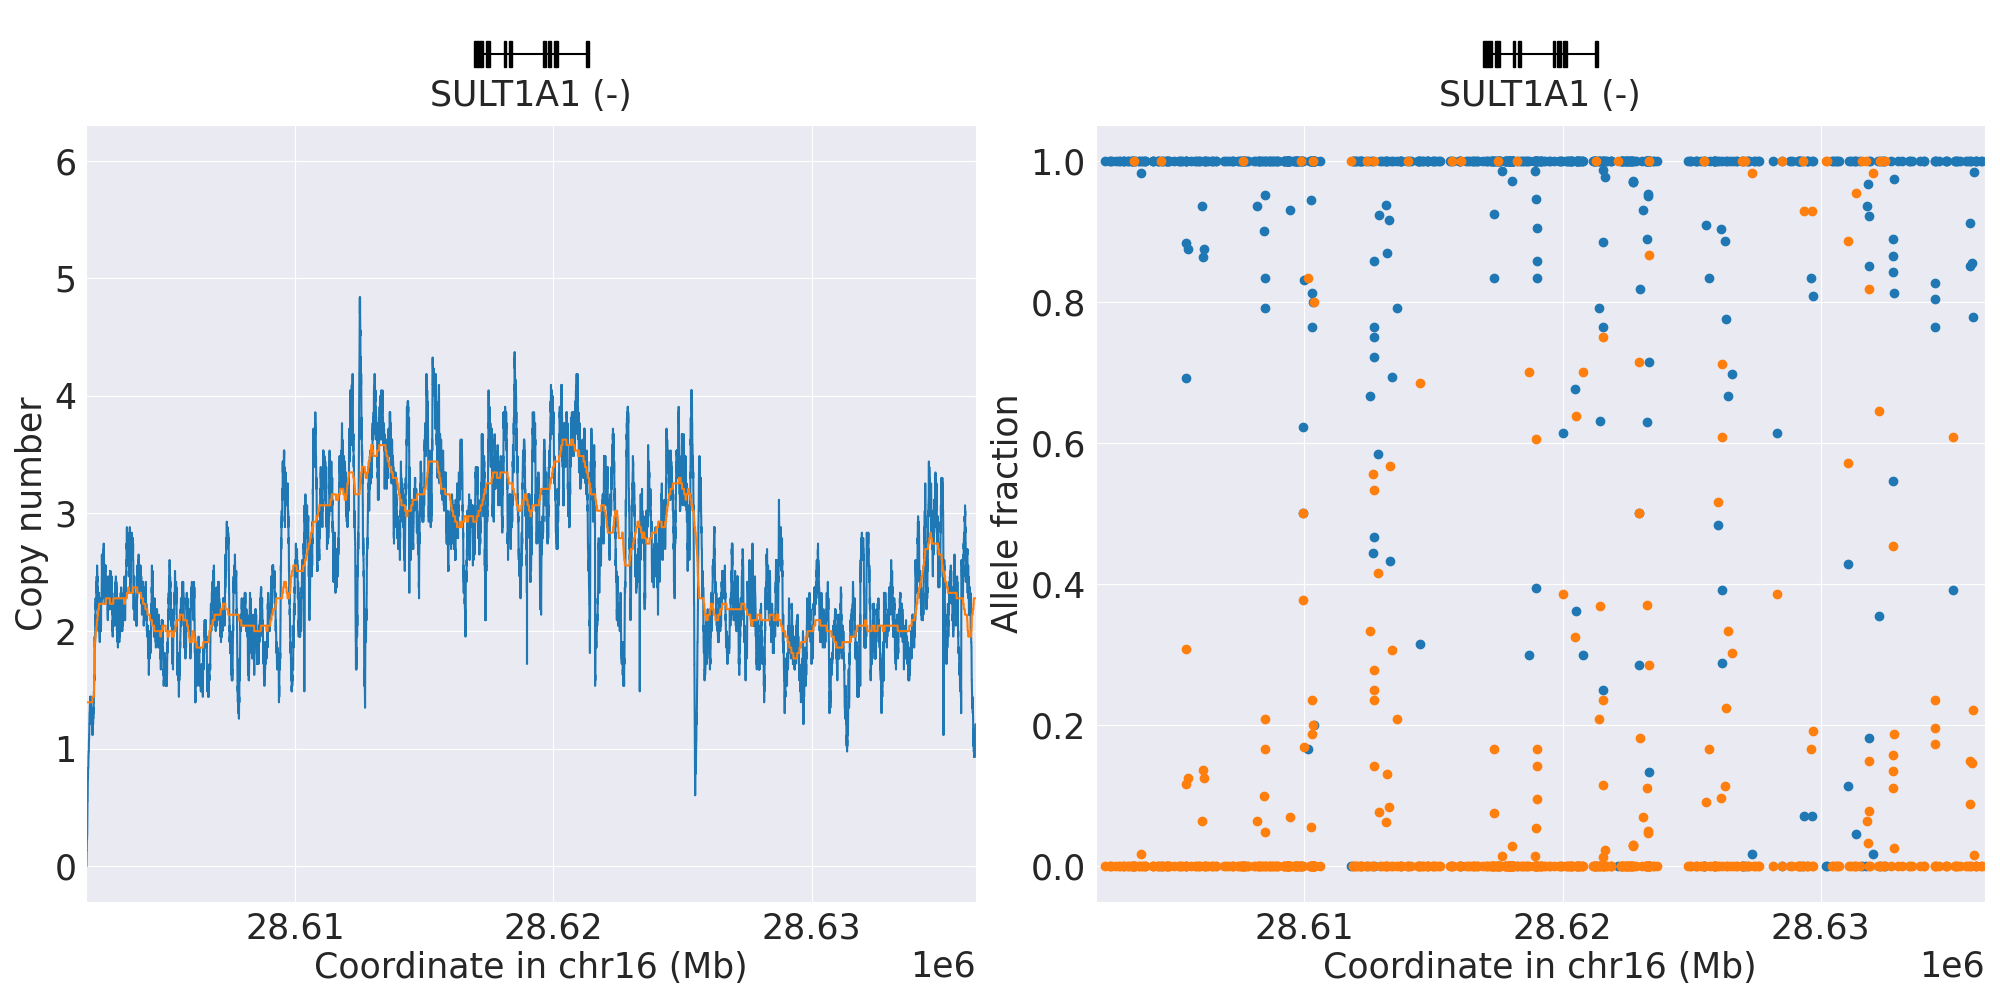 SULT1A1 (-)
Copy number
6
5
4
3
2
1
0
28.61
28.62
28.63
Coordinate in chr16 (Mb)
1e6
SULT1A1 (-)
Allele fraction
1.0
0.8
0.6
0.4
0.2
0.0
28.61
28.62
28.63
Coordinate in chr16 (Mb)
1e6